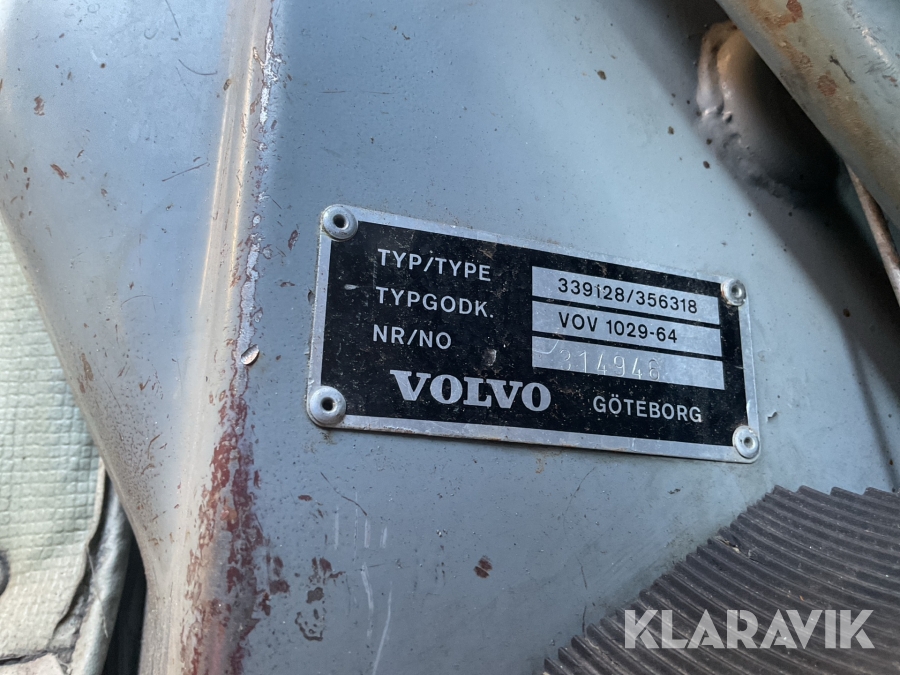 TYP/TYPE 339128/356318
TYPGODK. VOV 1029-64
NR/NO 314948
VOLVO GÖTEBORG
KLARAVIK